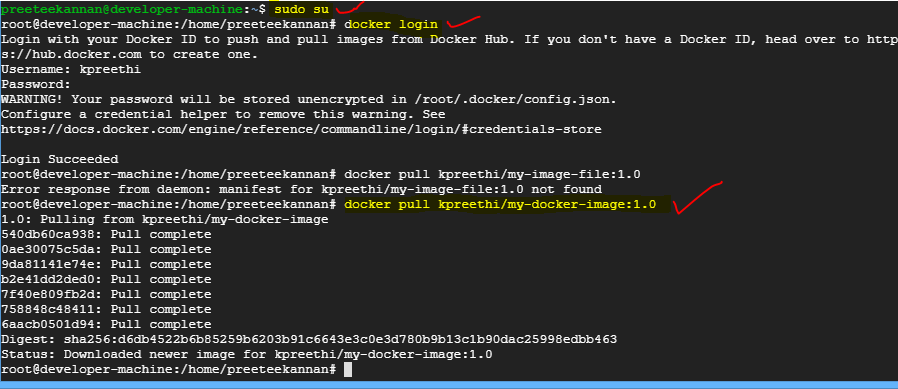 preeteekannan@developer-machine:~$ sudo su
root@developer-machine:/home/preeteekannan# docker login
Login with your Docker ID to push and pull images from Docker Hub. If you don't have a Docker ID, head over to http
s://hub.docker.com to create one.
Username: kpreethi
Password:
WARNING! Your password will be stored unencrypted in /root/.docker/config.json.
Configure a credential helper to remove this warning. See
https://docs.docker.com/engine/reference/commandline/login/#credentials-store
Login Succeeded
root@developer-machine:/home/preeteekannan# docker pull kpreethi/my-image-file:1.0
Error response from daemon: manifest for kpreethi/my-image-file:1.0 not found
root@developer-machine:/home/preeteekannan# docker pull kpreethi/my-docker-image:1.0
1.0: Pulling from kpreethi/my-docker-image
540db60ca938: Pull complete
0ae30075c5da: Pull complete
9da81141e74e: Pull complete
b2e41dd2ded0: Pull complete
7f40e809fb2d: Pull complete
758848c48411: Pull complete
6aacb0501d94: Pull complete
Digest: sha256:d6db4522b6b85259b6203b91c6643e3c0e3d780b9b13c1b90dac25998edbb463
Status: Downloaded newer image for kpreethi/my-docker-image:1.0
root@developer-machine:/home/preeteekannan#